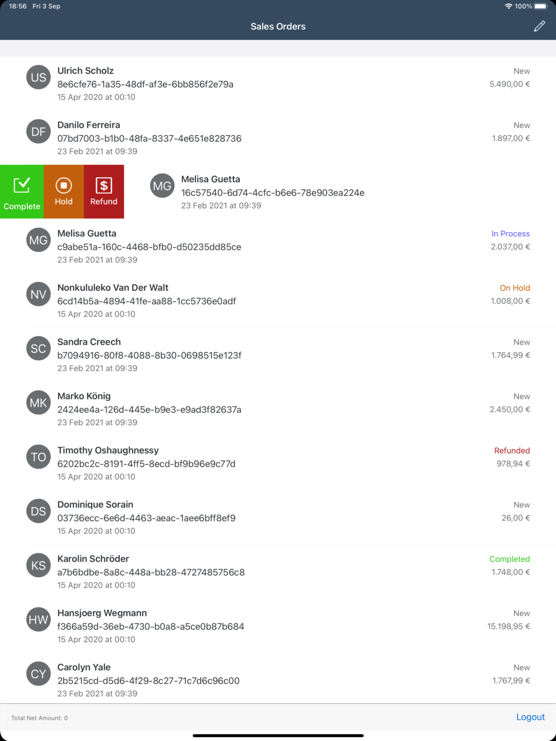 18:56 Fri 3 Sep 100%
Sales Orders
US Ulrich Scholz New
8e6cfe76-1a35-48df-af3e-6bb856f2e79a 5.490,00 €
15 Apr 2020 at 00:10
DF Danilo Ferreira New
07bd7003-b1b0-48fa-8337-4e651e828736 1.897,00 €
23 Feb 2021 at 09:39
Complete Hold Refund
MG Melisa Guetta
16c57540-6d74-4cfc-b6e6-78e903ea224e
23 Feb 2021 at 09:39
MG Melisa Guetta In Process
c9abe51a-160c-4468-bfb0-d50235dd85ce 2.037,00 €
23 Feb 2021 at 09:39
NV Nonkululeko Van Der Walt On Hold
6cd14b5a-4894-41fe-aa88-1cc5736e0adf 1.008,00 €
15 Apr 2020 at 00:10
SC Sandra Creech New
b7094916-80f8-4088-8b30-0698515e123f 1.764,99 €
23 Feb 2021 at 09:39
MK Marko König New
2424ee4a-126d-445e-b9e3-e9ad3f82637a 2.450,00 €
23 Feb 2021 at 09:39
TO Timothy Oshaughnessy Refunded
6202bc2c-8191-4ff5-8ecd-bf9b96e9c77d 978,94 €
15 Apr 2020 at 00:10
DS Dominique Sorain New
03736ecc-6e6d-4463-aeac-1aee6bff8ef9 26,00 €
15 Apr 2020 at 00:10
KS Karolin Schröder Completed
a7b6bdbe-8a8c-448a-bb28-4727485756c8 1.748,00 €
15 Apr 2020 at 00:10
HW Hansjoerg Wegmann New
f366a59d-36eb-4730-b0a8-a5ce0b87b684 15.198,95 €
15 Apr 2020 at 00:10
CY Carolyn Yale New
2b5215cd-d5d6-4f29-8c27-71c7d6c96c00 1.767,99 €
23 Feb 2021 at 09:39
Total Net Amount: 0 Logout